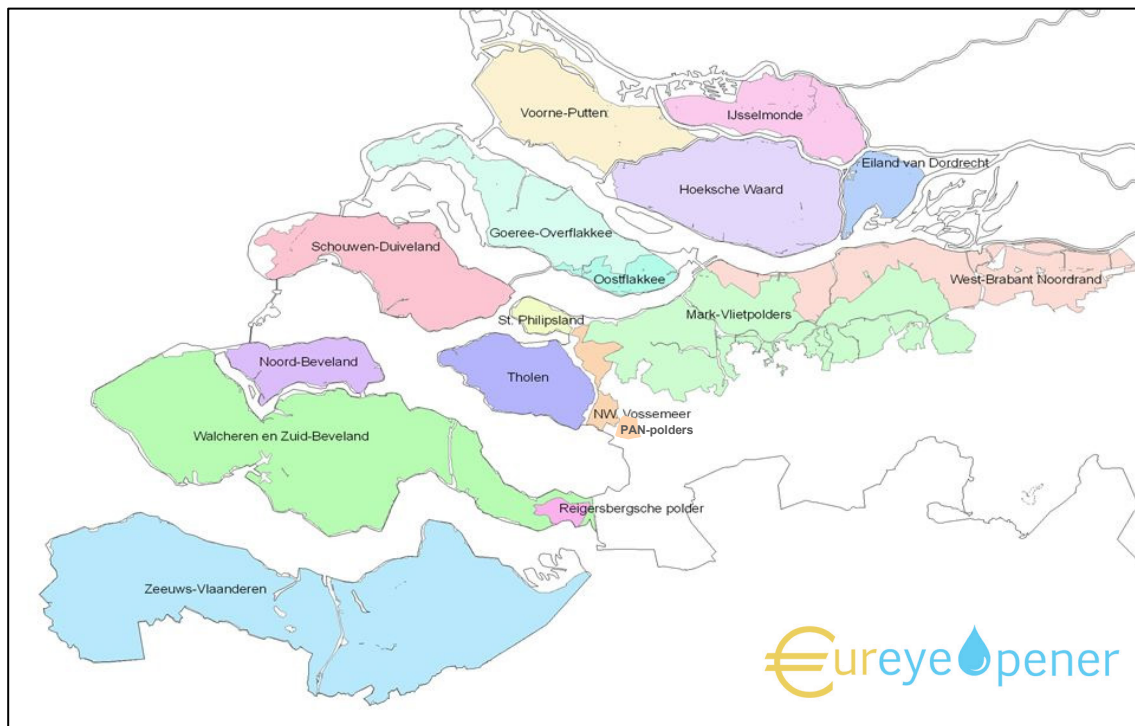 Voorne-Putten
IJsselmonde
Eiland van Dordrecht
Hoeksche Waard
Goeree-Overflakkee
Schouwen-Duiveland
Oostflakkee
West-Brabant Noordrand
Mark-Vlietpolders
St. Philipsland
Noord-Beveland
Tholen
NW. Vossemeer
PAN-polders
Walcheren en Zuid-Beveland
Reigersbergsche polder
Zeeuws-Vlaanderen
€ureyeOpener